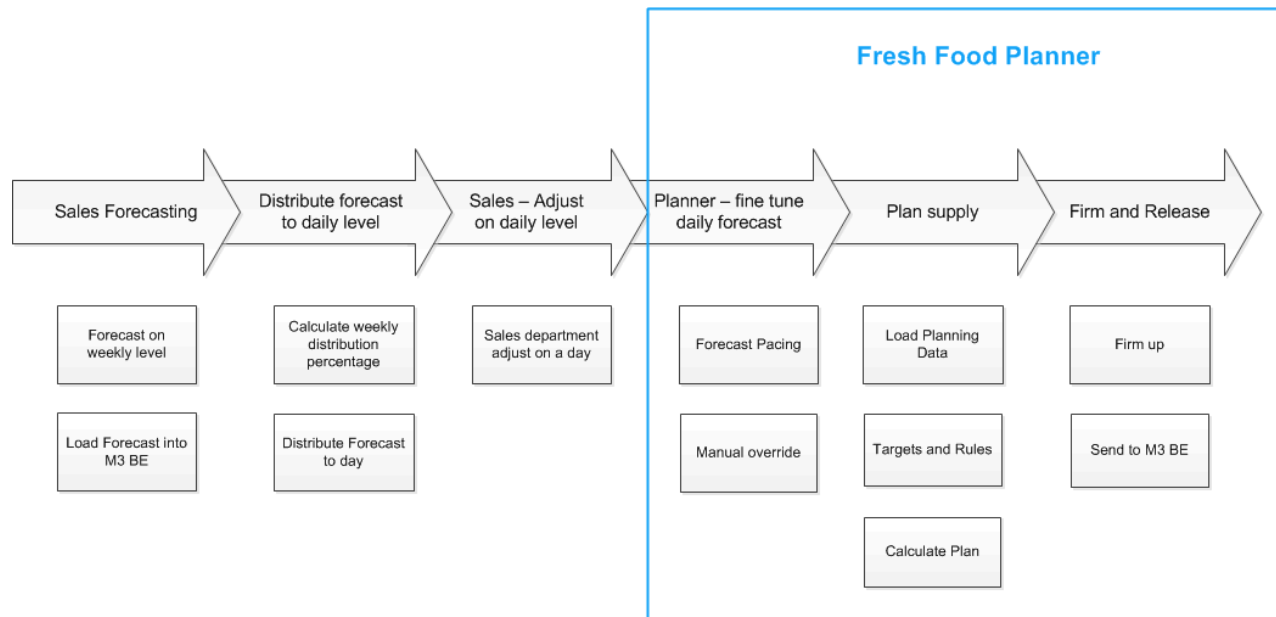 Fresh Food Planner
Sales Forecasting
Distribute forecast
to daily level
Sales – Adjust
on daily level
Planner – fine tune
daily forecast
Plan supply
Firm and Release
Forecast on
weekly level
Calculate weekly
distribution
percentage
Sales department
adjust on a day
Forecast Pacing
Load Planning
Data
Firm up
Load Forecast into
M3 BE
Distribute Forecast
to day
Manual override
Targets and Rules
Send to M3 BE
Calculate Plan